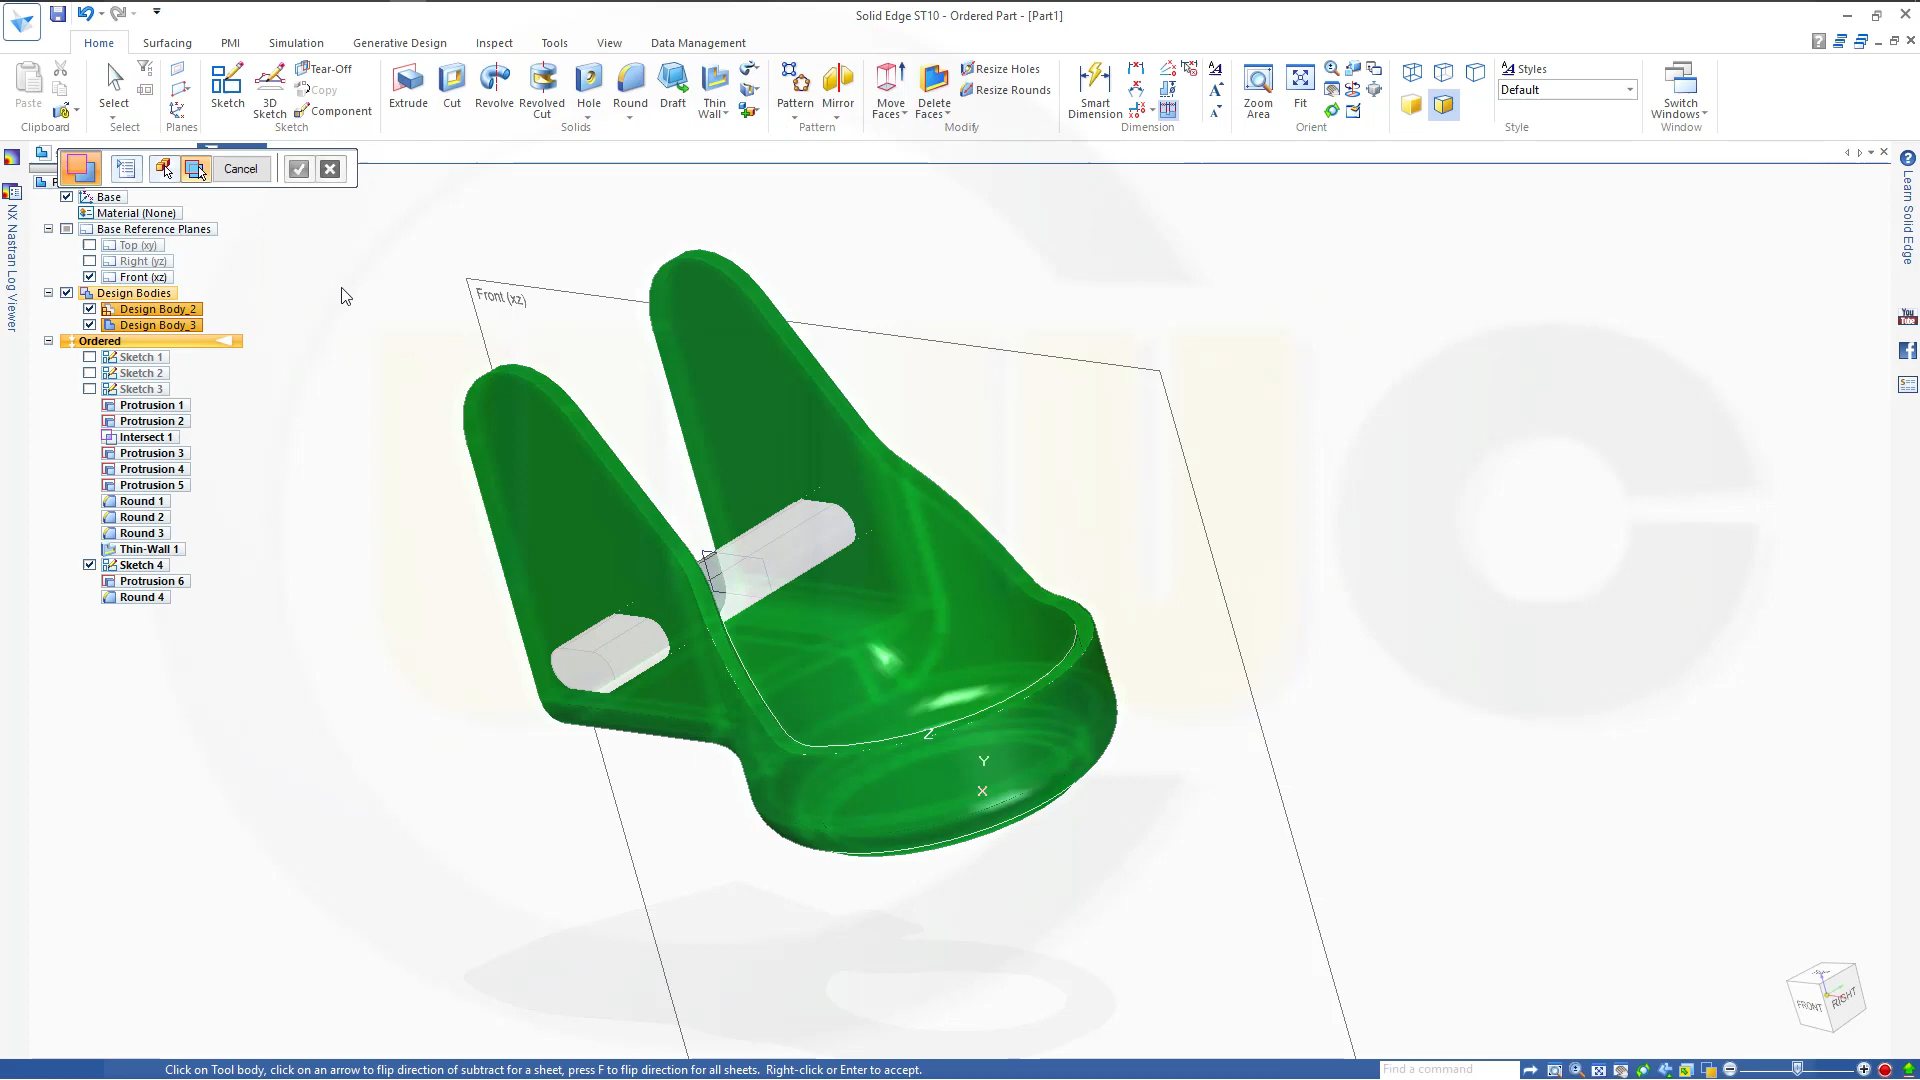 Solid Edge ST10 - Ordered Part - [Part1]
Home Surfacing PMI Simulation Generative Design Inspect Tools View Data Management
Paste
Clipboard
Select
Select
Planes
Sketch
3D Sketch
Tear-Off
Copy
Component
Sketch
Extrude
Cut
Revolve
Revolved Cut
Hole
Round
Draft
Thin Wall
Solids
Pattern
Mirror
Pattern
Move Faces
Delete Faces
Resize Holes
Resize Rounds
Modify
Smart Dimension
Dimension
Zoom Area
Fit
Orient
Styles
Default
Style
Switch Windows
Window
Cancel
Base
Material (None)
Base Reference Planes
Top (xy)
Right (yz)
Front (xz)
Design Bodies
Design Body_2
Design Body_3
Ordered
Sketch 1
Sketch 2
Sketch 3
Protrusion 1
Protrusion 2
Intersect 1
Protrusion 3
Protrusion 4
Protrusion 5
Round 1
Round 2
Round 3
Thin-Wall 1
Sketch 4
Protrusion 6
Round 4
NX Nastran Log Viewer
Front (xz)
Z
Y
X
Learn Solid Edge
You
Tube
FRONT
RIGHT
Click on Tool body, click on an arrow to flip direction of subtract for a sheet, press F to flip direction for all sheets. Right-click or Enter to accept.
Find a command